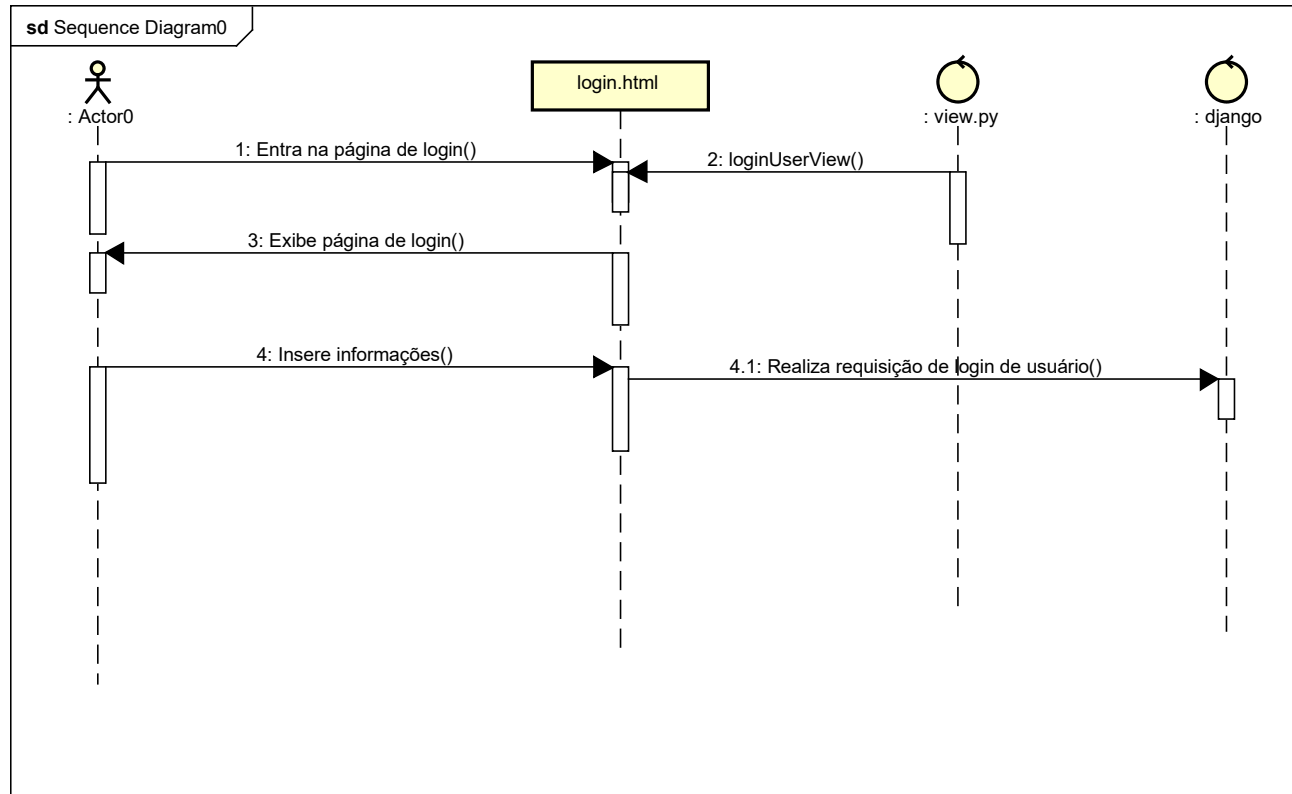 sd Sequence Diagram0
login.html
: Actor0
: view.py
: django
1: Entra na página de login()
2: loginUserView()
3: Exibe página de login()
4: Insere informações()
4.1: Realiza requisição de login de usuário()